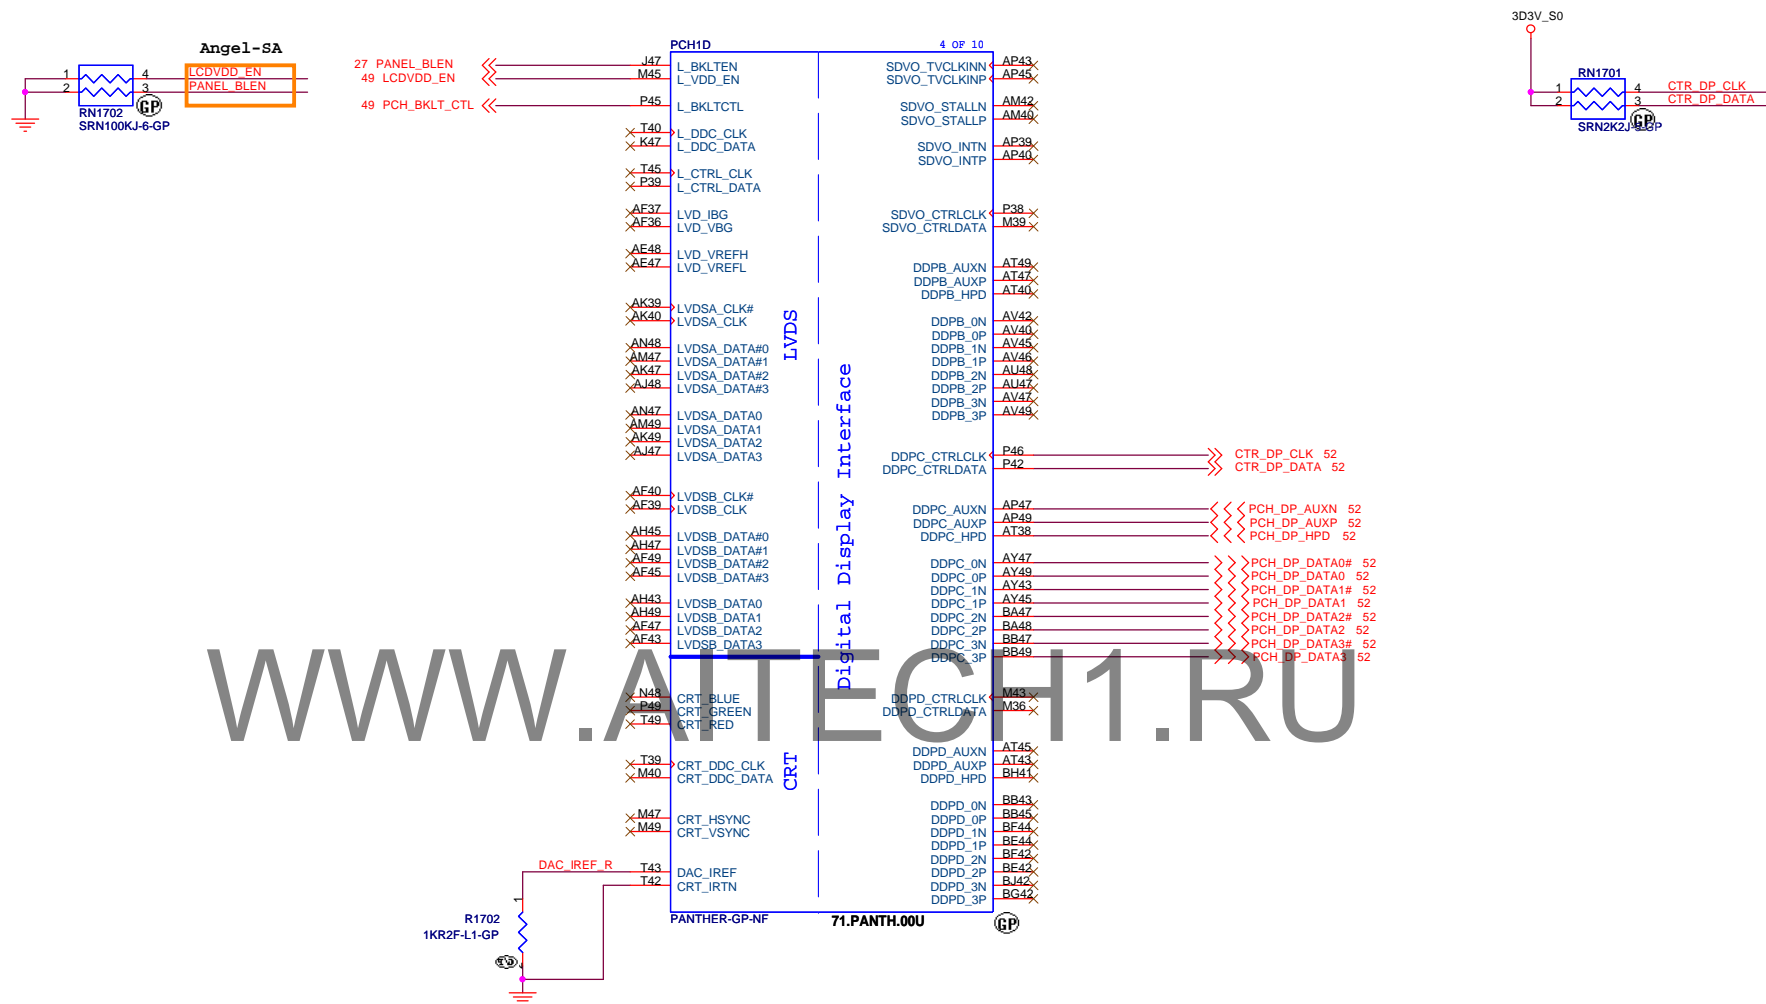 Angel-SA
1 4 LCDVDD_EN
2 3 PANEL_BLEN
RN1702
SRN100KJ-6-GP
GP
27 PANEL_BLEN
49 LCDVDD_EN
49 PCH_BKLT_CTL
PCH1D
4 OF 10
J47 L_BKLTEN
M45 L_VDD_EN
P45 L_BKLTCTL
T40 L_DDC_CLK
K47 L_DDC_DATA
T45 L_CTRL_CLK
P39 L_CTRL_DATA
AF37 LVD_IBG
AF36 LVD_VBG
AE48 LVD_VREFH
AE47 LVD_VREFL
AK39 LVDSA_CLK#
AK40 LVDSA_CLK
AN48 LVDSA_DATA#0
AM47 LVDSA_DATA#1
AK47 LVDSA_DATA#2
AJ48 LVDSA_DATA#3
AN47 LVDSA_DATA0
AM49 LVDSA_DATA1
AK49 LVDSA_DATA2
AJ47 LVDSA_DATA3
AF40 LVDSB_CLK#
AF39 LVDSB_CLK
AH45 LVDSB_DATA#0
AH47 LVDSB_DATA#1
AF49 LVDSB_DATA#2
AF45 LVDSB_DATA#3
AH43 LVDSB_DATA0
AH49 LVDSB_DATA1
AF47 LVDSB_DATA2
AF43 LVDSB_DATA3
N48 CRT_BLUE
P49 CRT_GREEN
T49 CRT_RED
T39 CRT_DDC_CLK
M40 CRT_DDC_DATA
M47 CRT_HSYNC
M49 CRT_VSYNC
DAC_IREF_R T43 DAC_IREF
T42 CRT_IRTN
LVDS
CRT
Digital Display Interface
SDVO_TVCLKINN AP43
SDVO_TVCLKINP AP45
SDVO_STALLN AM42
SDVO_STALLP AM40
SDVO_INTN AP39
SDVO_INTP AP40
SDVO_CTRLCLK P38
SDVO_CTRLDATA M39
DDPB_AUXN AT49
DDPB_AUXP AT47
DDPB_HPD AT40
DDPB_0N AV42
DDPB_0P AV40
DDPB_1N AV45
DDPB_1P AV46
DDPB_2N AU48
DDPB_2P AU47
DDPB_3N AV47
DDPB_3P AV49
DDPC_CTRLCLK P46 CTR_DP_CLK 52
DDPC_CTRLDATA P42 CTR_DP_DATA 52
DDPC_AUXN AP47 PCH_DP_AUXN 52
DDPC_AUXP AP49 PCH_DP_AUXP 52
DDPC_HPD AT38 PCH_DP_HPD 52
DDPC_0N AY47 PCH_DP_DATA0# 52
DDPC_0P AY49 PCH_DP_DATA0 52
DDPC_1N AY43 PCH_DP_DATA1# 52
DDPC_1P AY45 PCH_DP_DATA1 52
DDPC_2N BA47 PCH_DP_DATA2# 52
DDPC_2P BA48 PCH_DP_DATA2 52
DDPC_3N BB47 PCH_DP_DATA3# 52
DDPC_3P BB49 PCH_DP_DATA3 52
DDPD_CTRLCLK M43
DDPD_CTRLDATA M36
DDPD_AUXN AT45
DDPD_AUXP AT43
DDPD_HPD BH41
DDPD_0N BB43
DDPD_0P BB45
DDPD_1N BF44
DDPD_1P BE44
DDPD_2N BF42
DDPD_2P BE42
DDPD_3N BJ42
DDPD_3P BG42
PANTHER-GP-NF
71.PANTH.00U
GP
1
R1702
1KR2F-L1-GP
3D3V_S0
RN1701
1 4 CTR_DP_CLK
2 3 CTR_DP_DATA
GP
WWW.AITECH1.RU